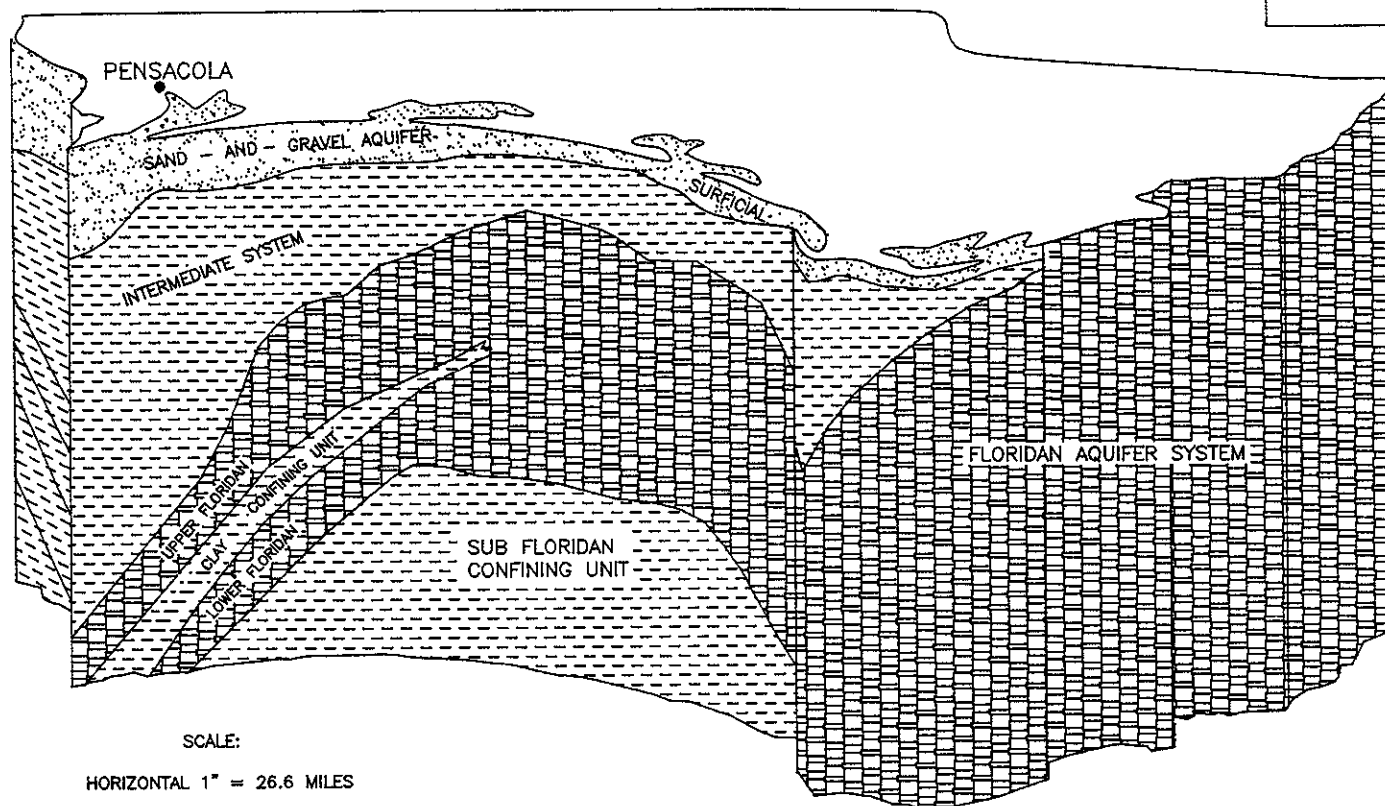 PENSACOLA
SAND - AND - GRAVEL AQUIFER
SURFICIAL
INTERMEDIATE SYSTEM
UPPER FLORIDAN
CLAY CONFINING UNIT
LOWER FLORIDAN
FLORIDAN AQUIFER SYSTEM
SUB FLORIDAN
CONFINING UNIT
SCALE:
HORIZONTAL 1" = 26.6 MILES